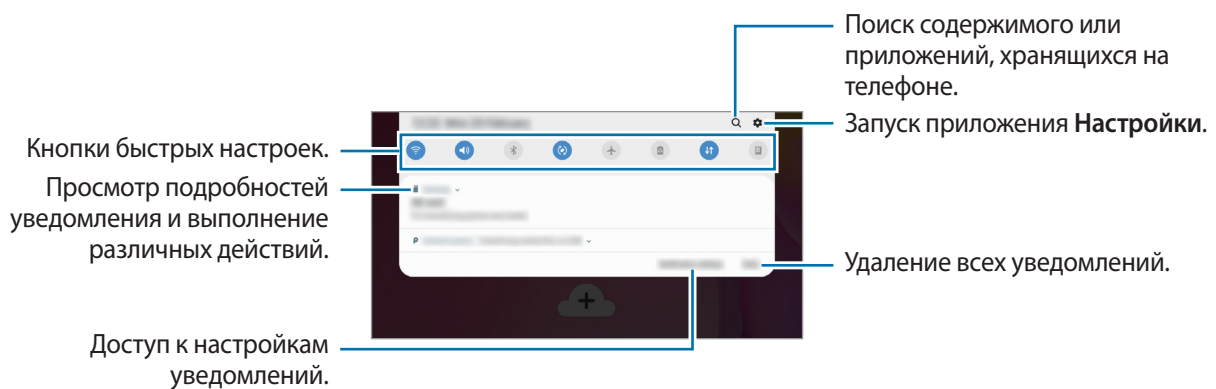 Поиск содержимого или
приложений, хранящихся на
телефоне.
Запуск приложения Настройки.
Кнопки быстрых настроек.
Просмотр подробностей
уведомления и выполнение
различных действий.
Удаление всех уведомлений.
Доступ к настройкам
уведомлений.